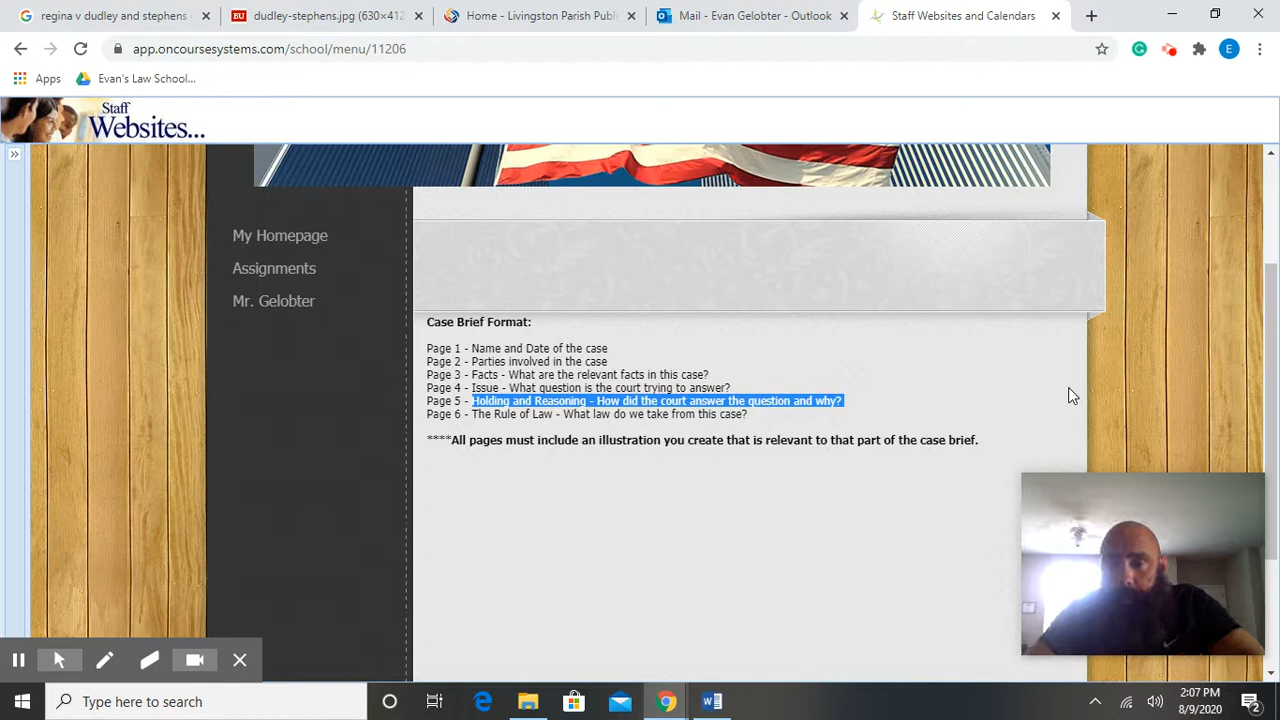 regina v dudley and stephens
dudley-stephens.jpg (630×412
Home - Livingston Parish Publ
Mail - Evan Gelobter - Outlook
Staff Websites and Calendars
app.oncoursesystems.com/school/menu/11206
E
Apps
Evan's Law School...
Staff
Websites...
My Homepage
Assignments
Mr. Gelobter
Case Brief Format:
Page 1 - Name and Date of the case
Page 2 - Parties involved in the case
Page 3 - Facts - What are the relevant facts in this case?
Page 4 - Issue - What question is the court trying to answer?
Page 5 - Holding and Reasoning - How did the court answer the question and why?
Page 6 - The Rule of Law - What law do we take from this case?
****All pages must include an illustration you create that is relevant to that part of the case brief.
Type here to search
2:07 PM
8/9/2020
2